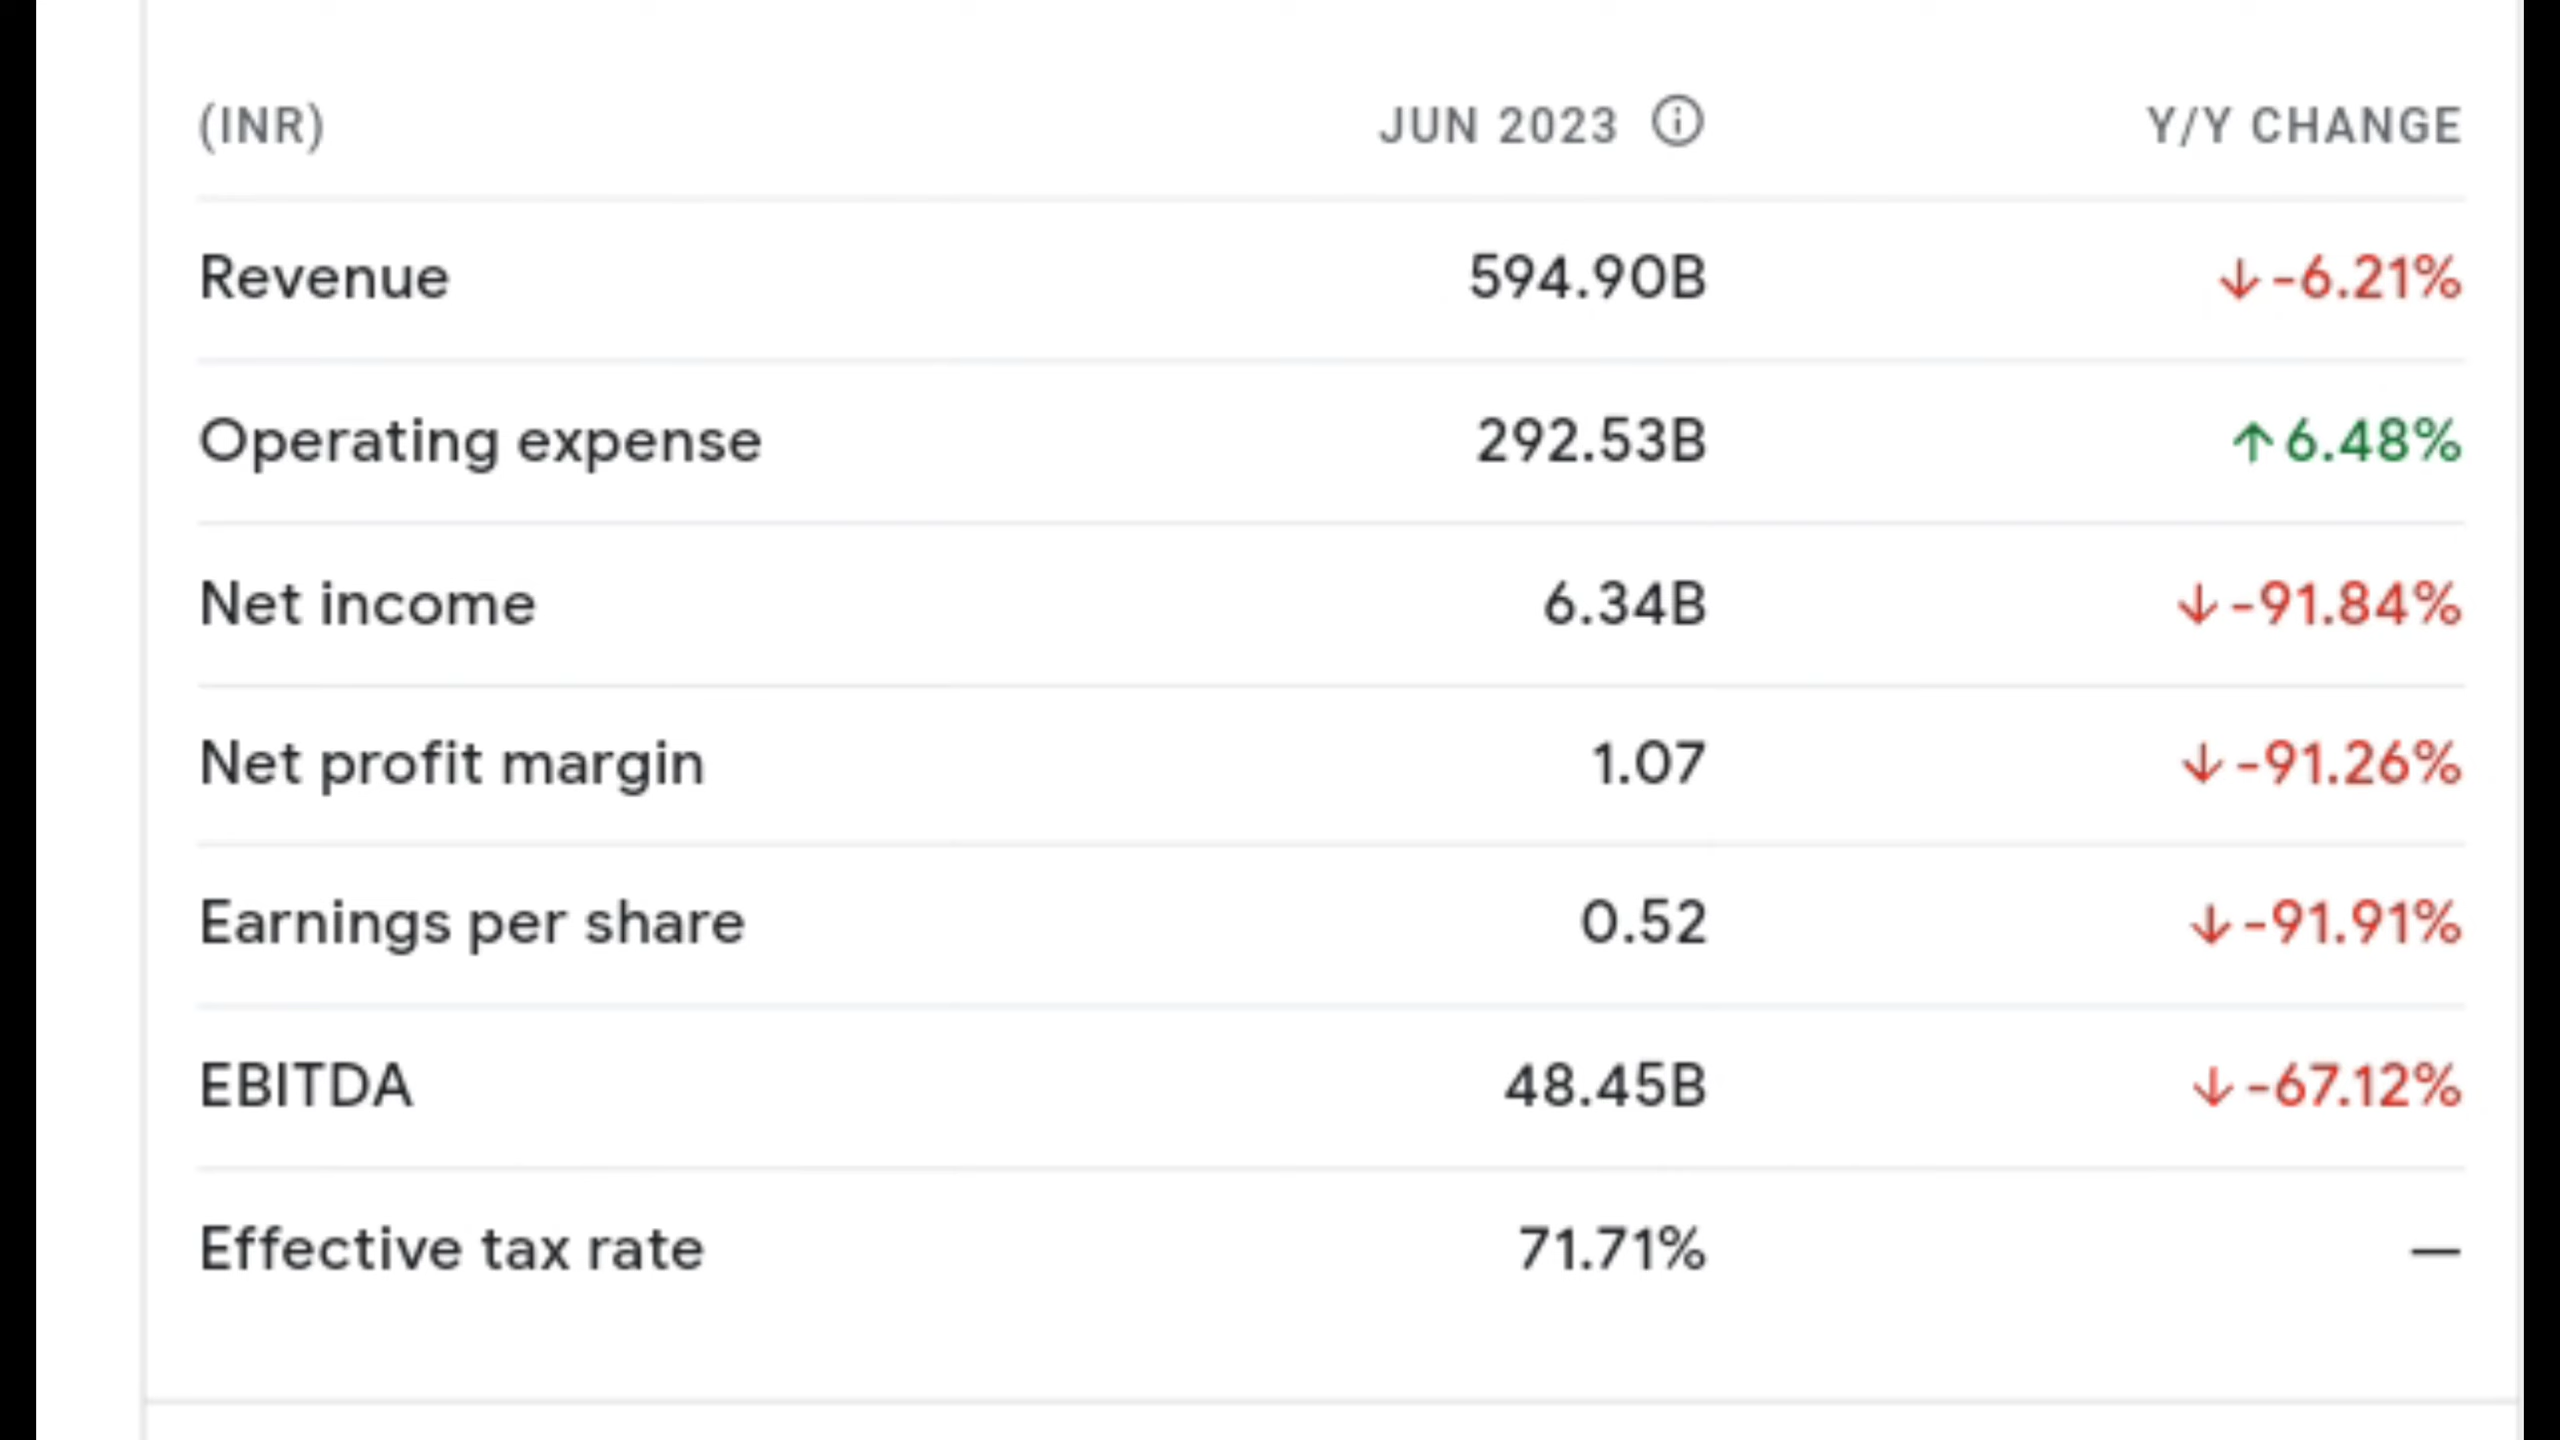 (INR) JUN 2023 Y/Y CHANGE
Revenue 594.90B ↓-6.21%
Operating expense 292.53B ↑6.48%
Net income 6.34B ↓-91.84%
Net profit margin 1.07 ↓-91.26%
Earnings per share 0.52 ↓-91.91%
EBITDA 48.45B ↓-67.12%
Effective tax rate 71.71% —